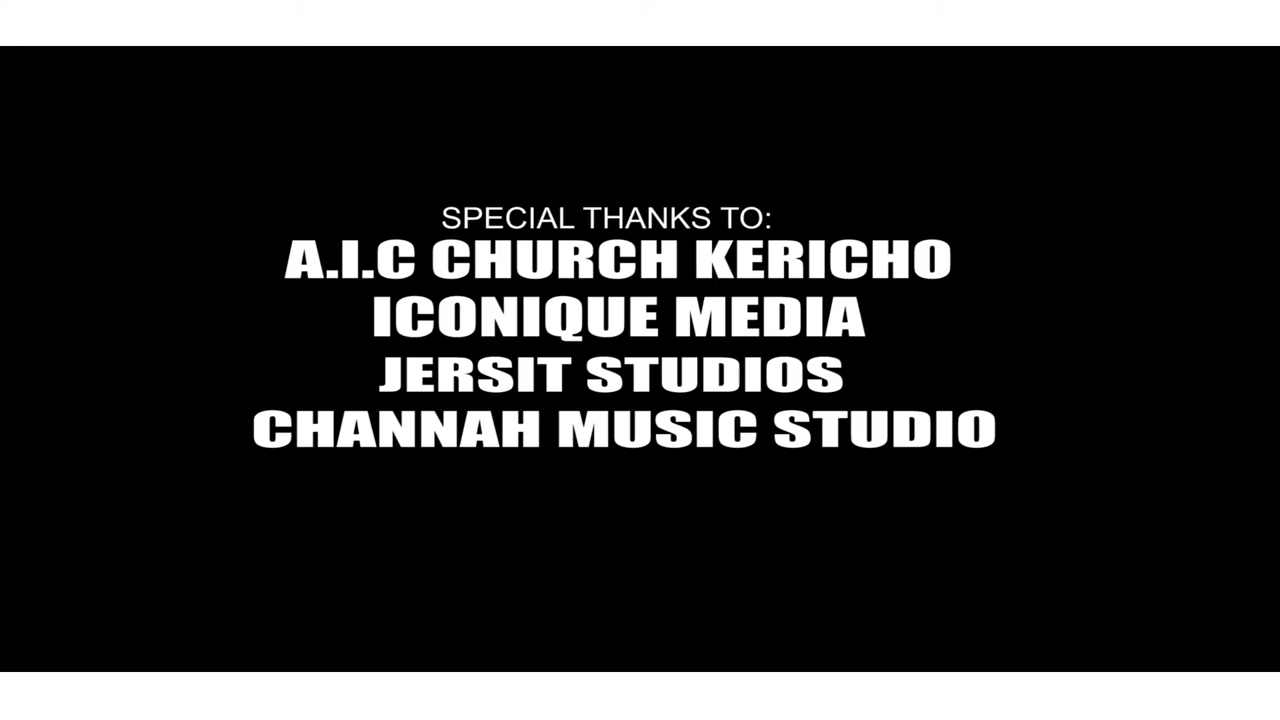 SPECIAL THANKS TO:
A.I.C CHURCH KERICHO
ICONIQUE MEDIA
JERSIT STUDIOS
CHANNAH MUSIC STUDIO